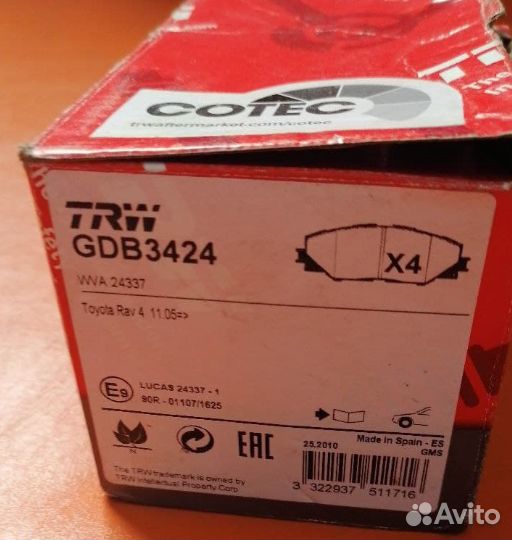 COTEC
trwaftermarket.com/cotec
TRW
GDB3424
WVA 24337
X4
Toyota Rav 4 11.05=>
E9
LUCAS 24337 - 1
90R - 01107/1625
N
EAC
25.2010
Made in Spain - ES
GMS
The TRW trademark is owned by
TRW Intellectual Property Corp
3 322937 511716
Avito